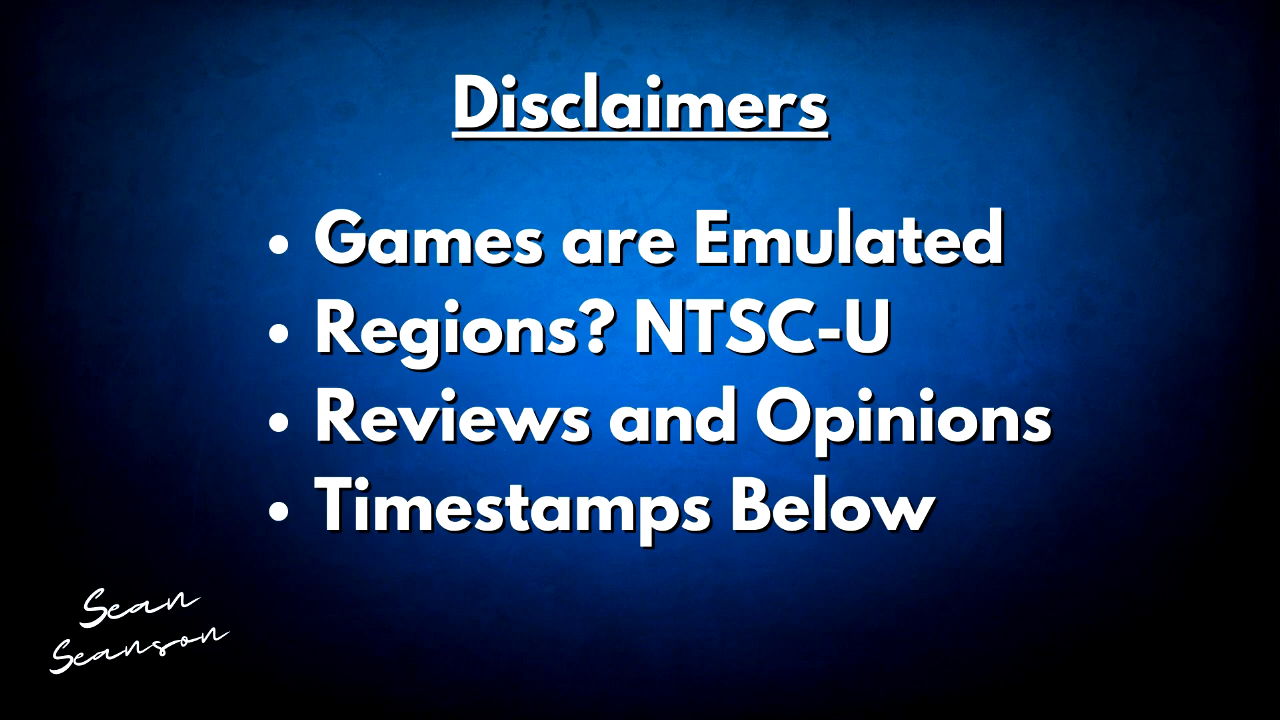 Disclaimers
• Games are Emulated
• Regions? NTSC-U
• Reviews and Opinions
• Timestamps Below
Sean
Seanson